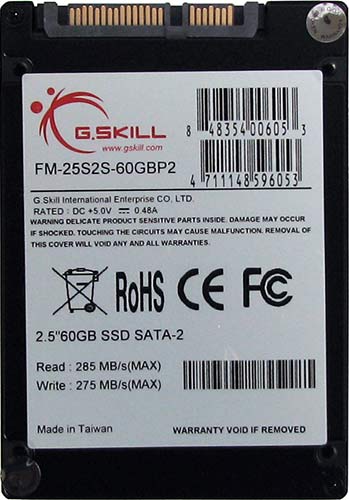 G.SKILL
www.gskill.com
8 48354 00605 3
FM-25S2S-60GBP2
4 711148 596053
G.Skill International Enterprise CO, LTD.
RATED : DC +5.0V ⎓ 0.48A
WARNING DELICATE PRODUCT SENSITIVE PARTS INSIDE. DAMAGE MAY OCCUR
IF SHOCKED. TOUCHING THE CIRCUITS MAY CAUSE MALFUNCTION. REMOVAL OF
THIS COVER WILL VOID ANY AND ALL WARRANTIES.
RoHS CE FC
2.5"60GB SSD SATA-2
Read : 285 MB/s(MAX)
Write : 275 MB/s(MAX)
Made in Taiwan
WARRANTY VOID IF REMOVED